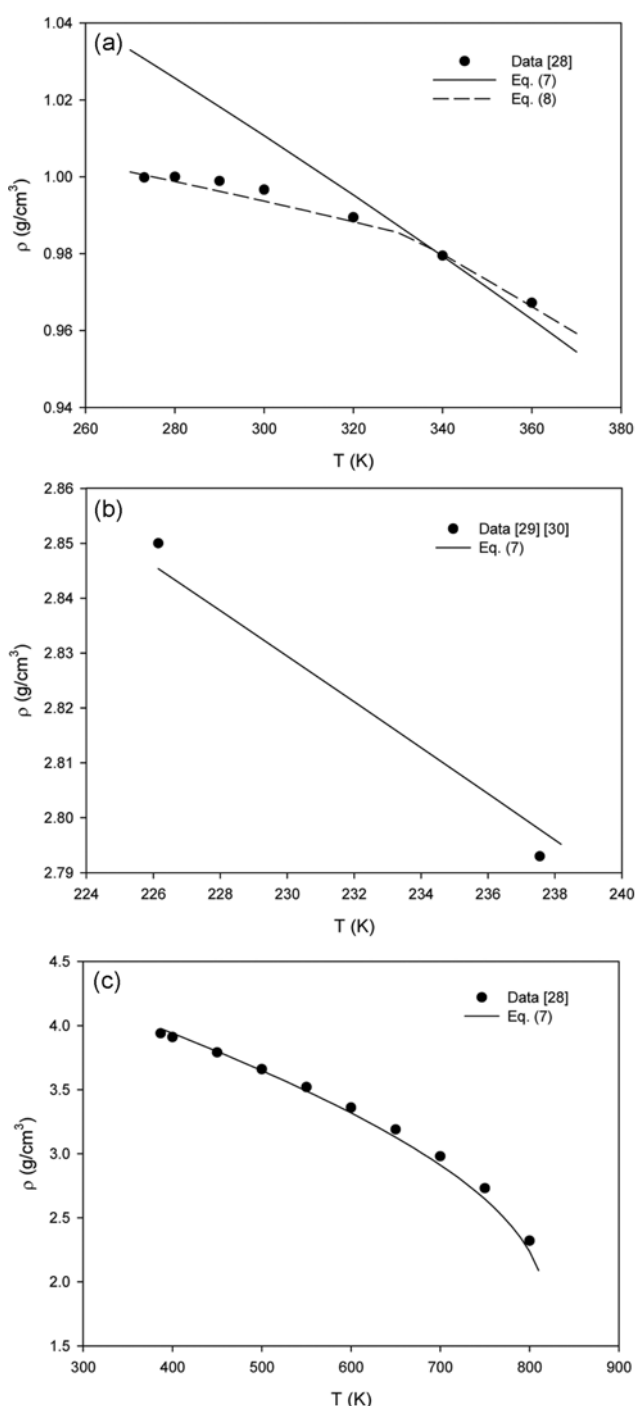 (a)
Data [28]
Eq. (7)
Eq. (8)
1.04
1.02
1.00
0.98
0.96
0.94
ρ (g/cm³)
260 280 300 320 340 360 380
T (K)
(b)
Data [29] [30]
Eq. (7)
2.86
2.85
2.84
2.83
2.82
2.81
2.80
2.79
ρ (g/cm³)
224 226 228 230 232 234 236 238 240
T (K)
(c)
Data [28]
Eq. (7)
4.5
4.0
3.5
3.0
2.5
2.0
1.5
ρ (g/cm³)
300 400 500 600 700 800 900
T (K)